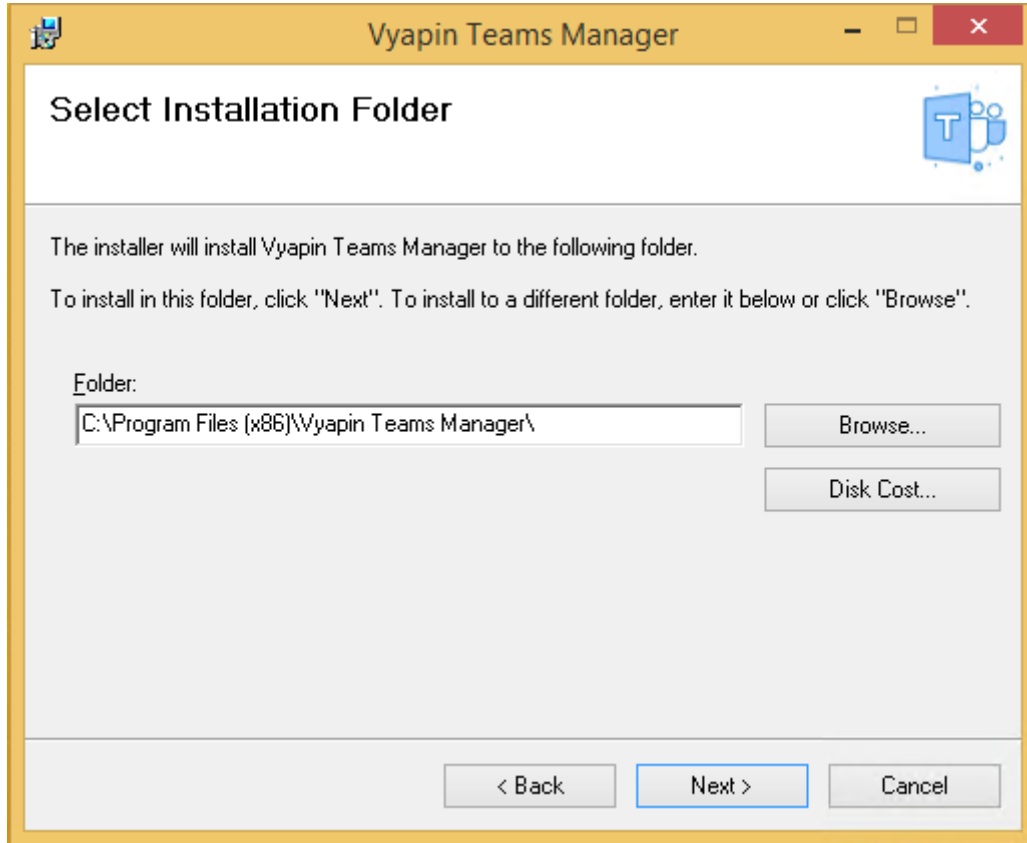 Vyapin Teams Manager
Select Installation Folder
T
The installer will install Vyapin Teams Manager to the following folder.
To install in this folder, click "Next". To install to a different folder, enter it below or click "Browse".
Folder:
C:\Program Files (x86)\Vyapin Teams Manager\
Browse...
Disk Cost...
< Back
Next >
Cancel